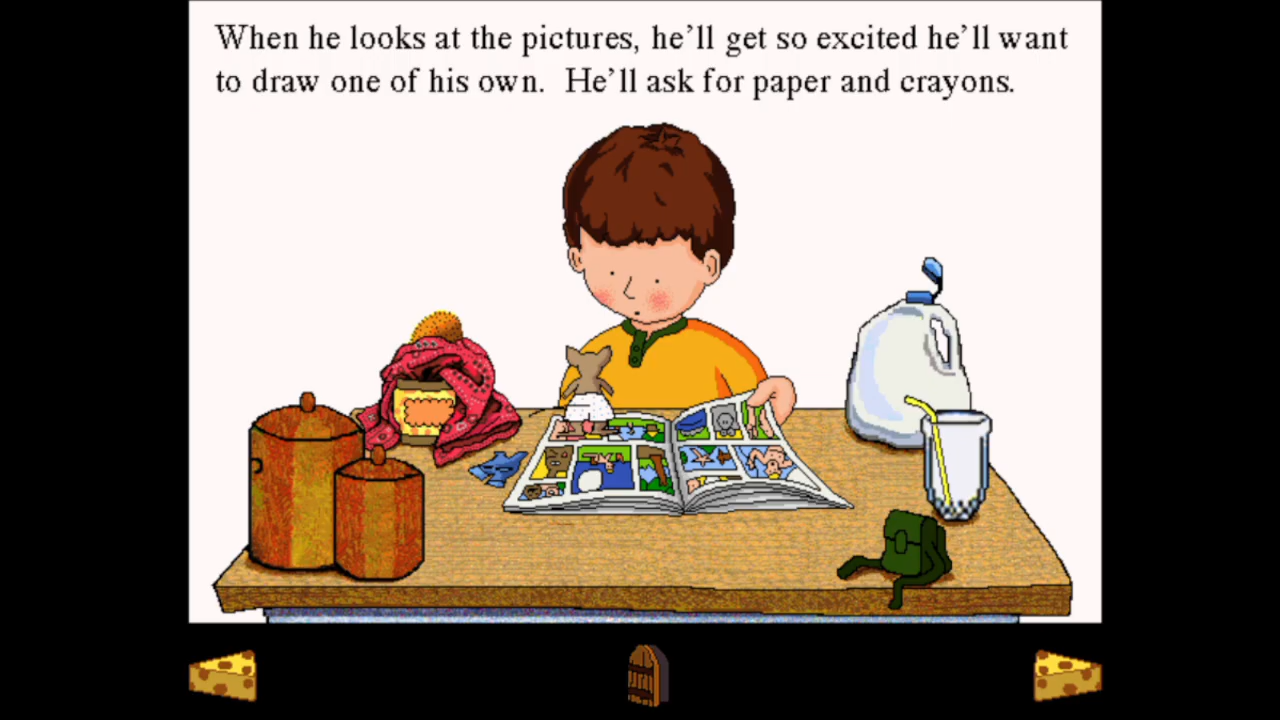 When he looks at the pictures, he’ll get so excited he’ll want
to draw one of his own.  He’ll ask for paper and crayons.